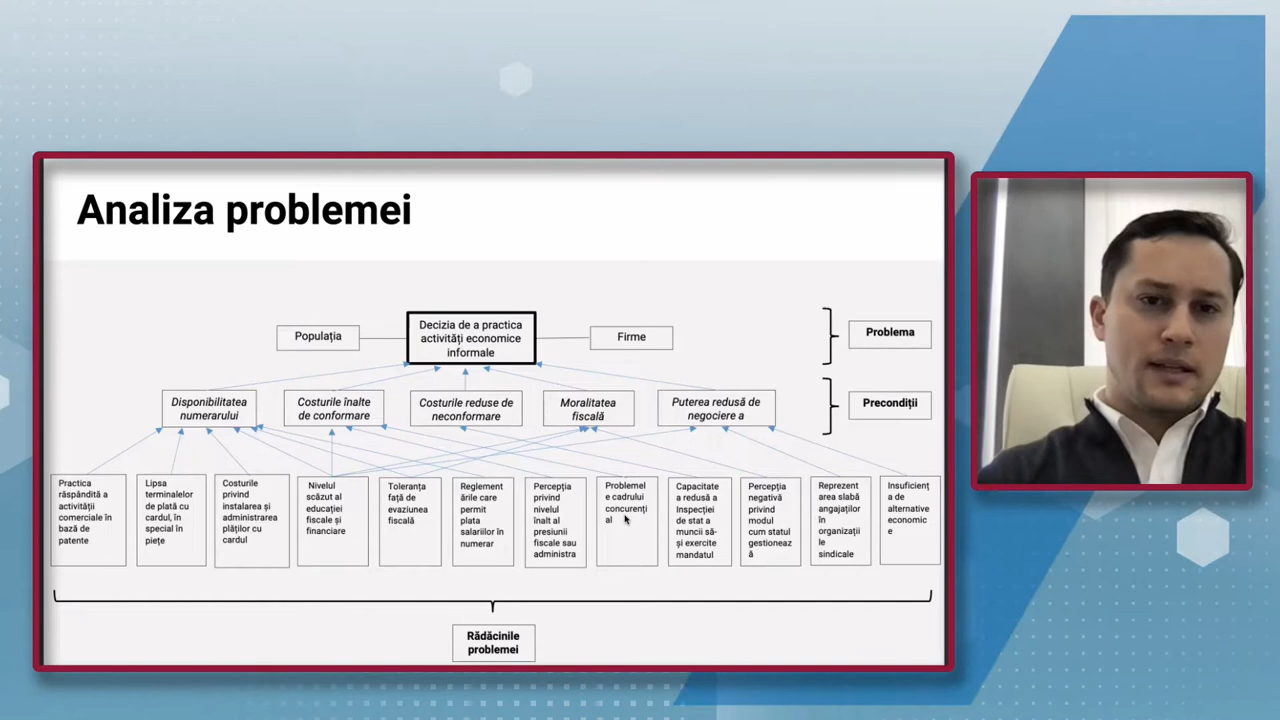 Analiza problemei
Populația
Decizia de a practica
activități economice
informale
Firme
Problema
Disponibilitatea
numerarului
Costurile înalte
de conformare
Costurile reduse de
neconformare
Moralitatea
fiscală
Puterea redusă de
negociere a
Precondiții
Practica
răspândită a
activității
comerciale în
bază de
patente
Lipsa
terminalelor
de plată cu
cardul, în
special în
piețe
Costurile
privind
instalarea și
administrarea
plăților cu
cardul
Nivelul
scăzut al
educației
fiscale și
financiare
Toleranța
față de
evaziunea
fiscală
Reglement
ările care
permit
plata
salariilor în
numerar
Percepția
privind
nivelul
înalt al
presiunii
fiscale sau
administra
Problemel
e cadrului
concurenți
al
Capacitate
a redusă a
Inspecției
de stat a
muncii să-
și exercite
mandatul
Percepția
negativă
privind
modul
cum statul
gestioneaz
ă
Reprezent
area slabă
angajaților
în
organizații
le
sindicale
Insuficienț
a de
alternative
economic
e
Rădăcinile
problemei